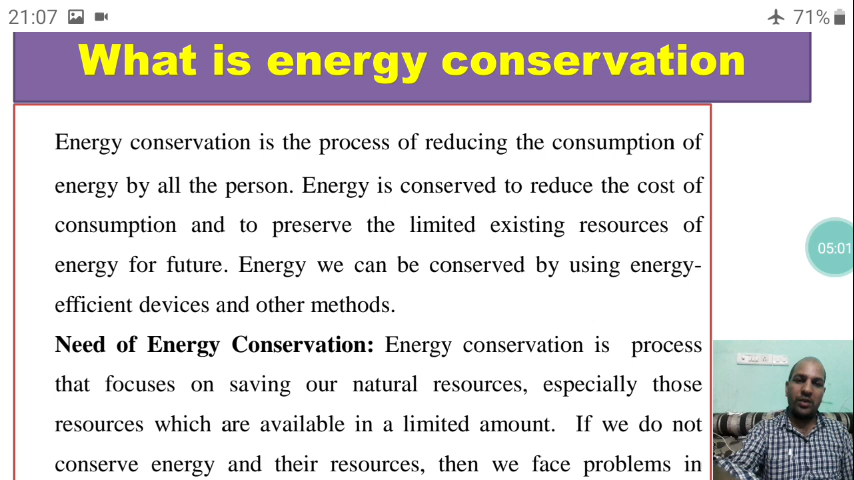 21:07
71%
What is energy conservation
Energy conservation is the process of reducing the consumption of
energy by all the person. Energy is conserved to reduce the cost of
consumption and to preserve the limited existing resources of
energy for future. Energy we can be conserved by using energy-
efficient devices and other methods.
05:01
Need of Energy Conservation: Energy conservation is process
that focuses on saving our natural resources, especially those
resources which are available in a limited amount. If we do not
conserve energy and their resources, then we face problems in